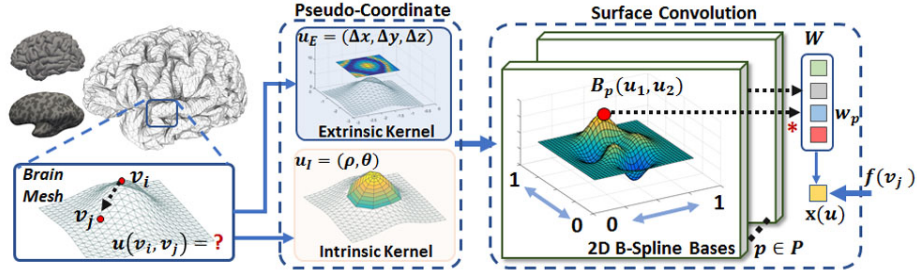 Pseudo-Coordinate
u_E = (Δx, Δy, Δz)
Extrinsic Kernel
u_I = (ρ, θ)
Intrinsic Kernel
Brain
Mesh
v_i
v_j
u(v_i, v_j) = ?
Surface Convolution
B_p(u_1, u_2)
1
0
0
1
2D B-Spline Bases
p ∈ P
W
w_p
*
f(v_j)
x(u)